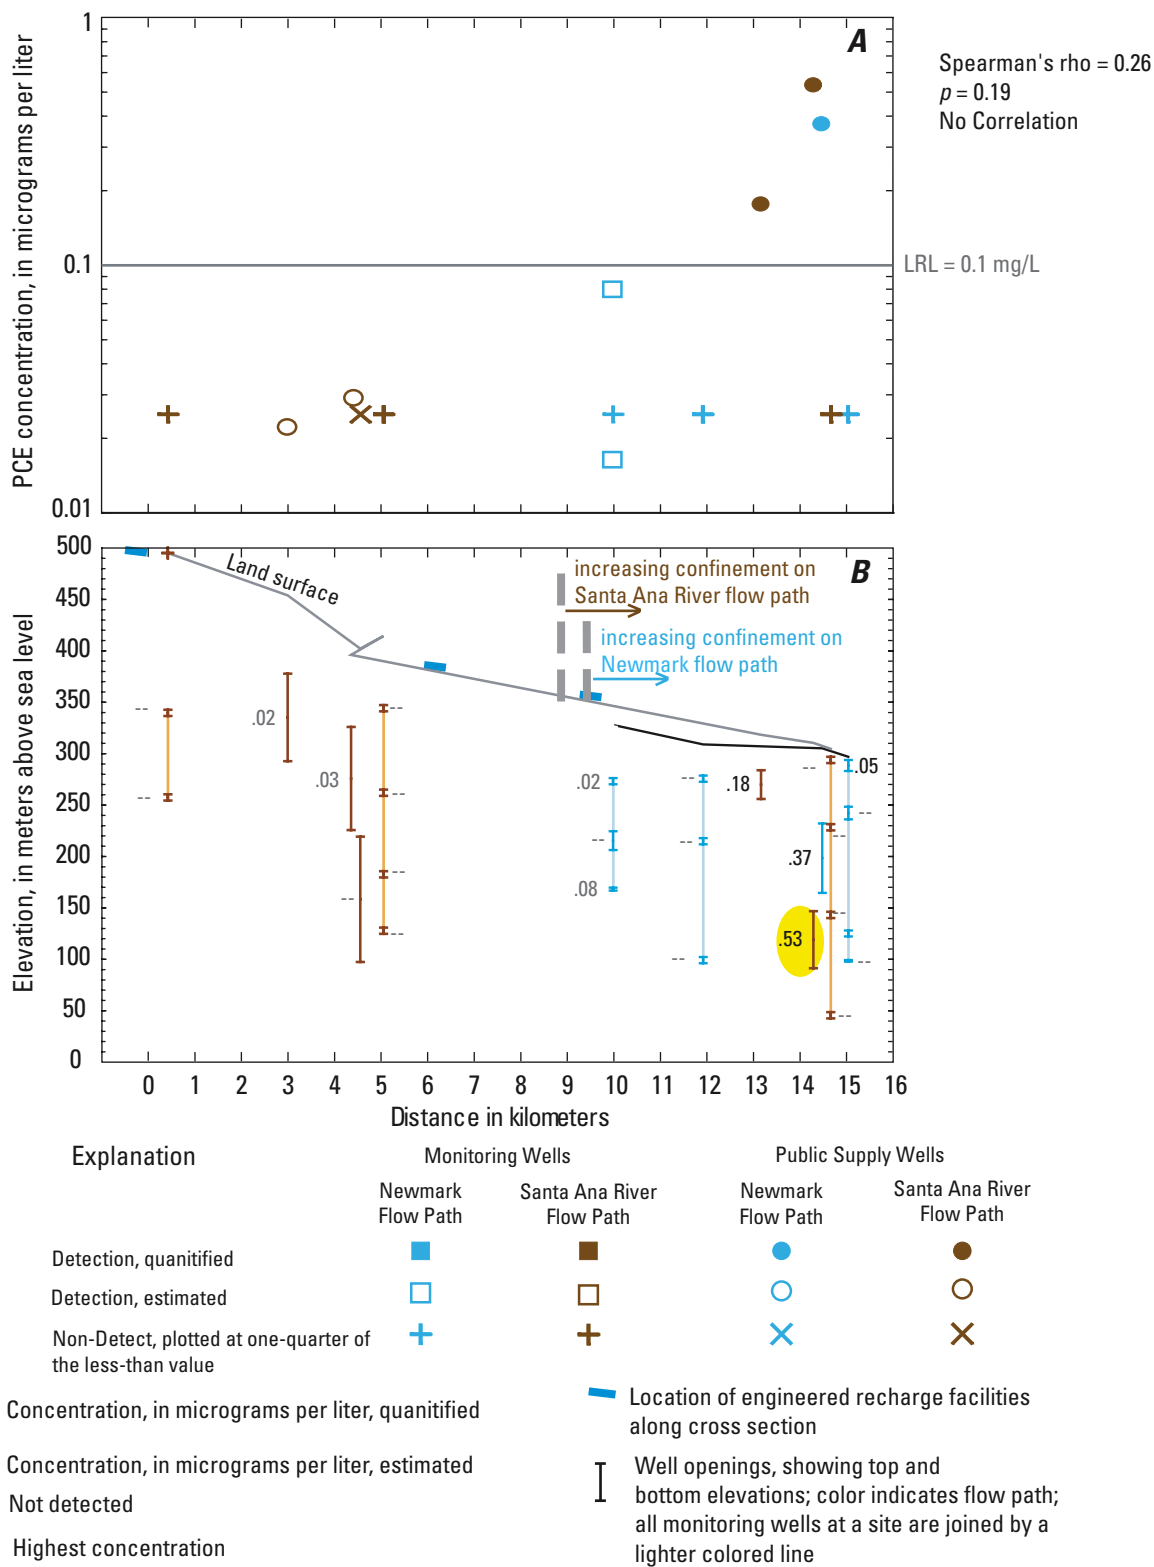 A
Spearman's rho = 0.26
p = 0.19
No Correlation
PCE concentration, in micrograms per liter
1
0.1
0.01
LRL = 0.1 mg/L
B
Elevation, in meters above sea level
500
450
400
350
300
250
200
150
100
50
0
Land surface
increasing confinement on
Santa Ana River flow path
increasing confinement on
Newmark flow path
--
--
.02
.03
--
--
--
--
--
.02
--
.08
--
--
--
.18
--
.05
--
--
.37
--
.53
--
--
0 1 2 3 4 5 6 7 8 9 10 11 12 13 14 15 16
Distance in kilometers
Explanation
Monitoring Wells
Public Supply Wells
Newmark
Flow Path
Santa Ana River
Flow Path
Newmark
Flow Path
Santa Ana River
Flow Path
Detection, quanitified
Detection, estimated
Non-Detect, plotted at one-quarter of
the less-than value
Concentration, in micrograms per liter, quanitified
Concentration, in micrograms per liter, estimated
Not detected
Highest concentration
Location of engineered recharge facilities
along cross section
Well openings, showing top and
bottom elevations; color indicates flow path;
all monitoring wells at a site are joined by a
lighter colored line